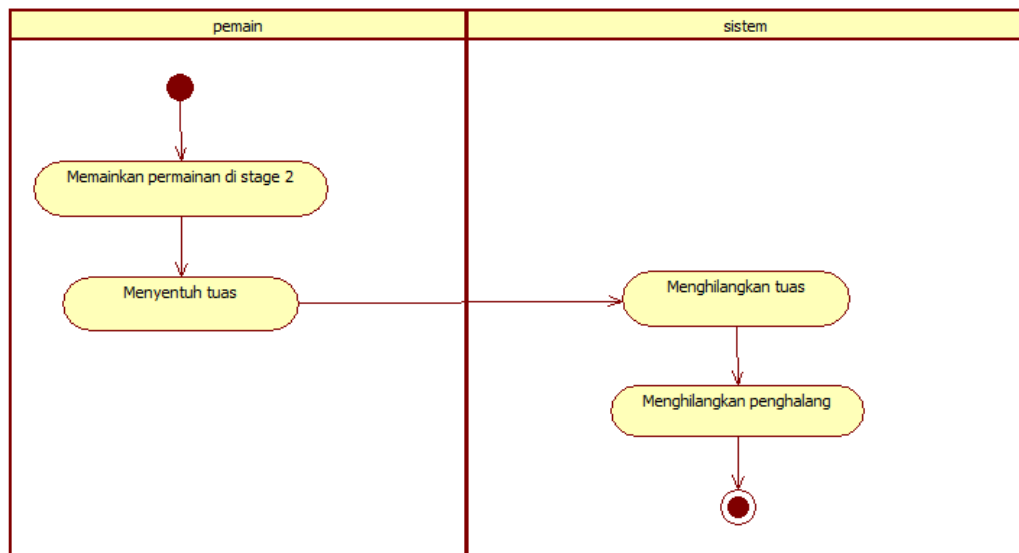 pemain
sistem
Memainkan permainan di stage 2
Menyentuh tuas
Menghilangkan tuas
Menghilangkan penghalang